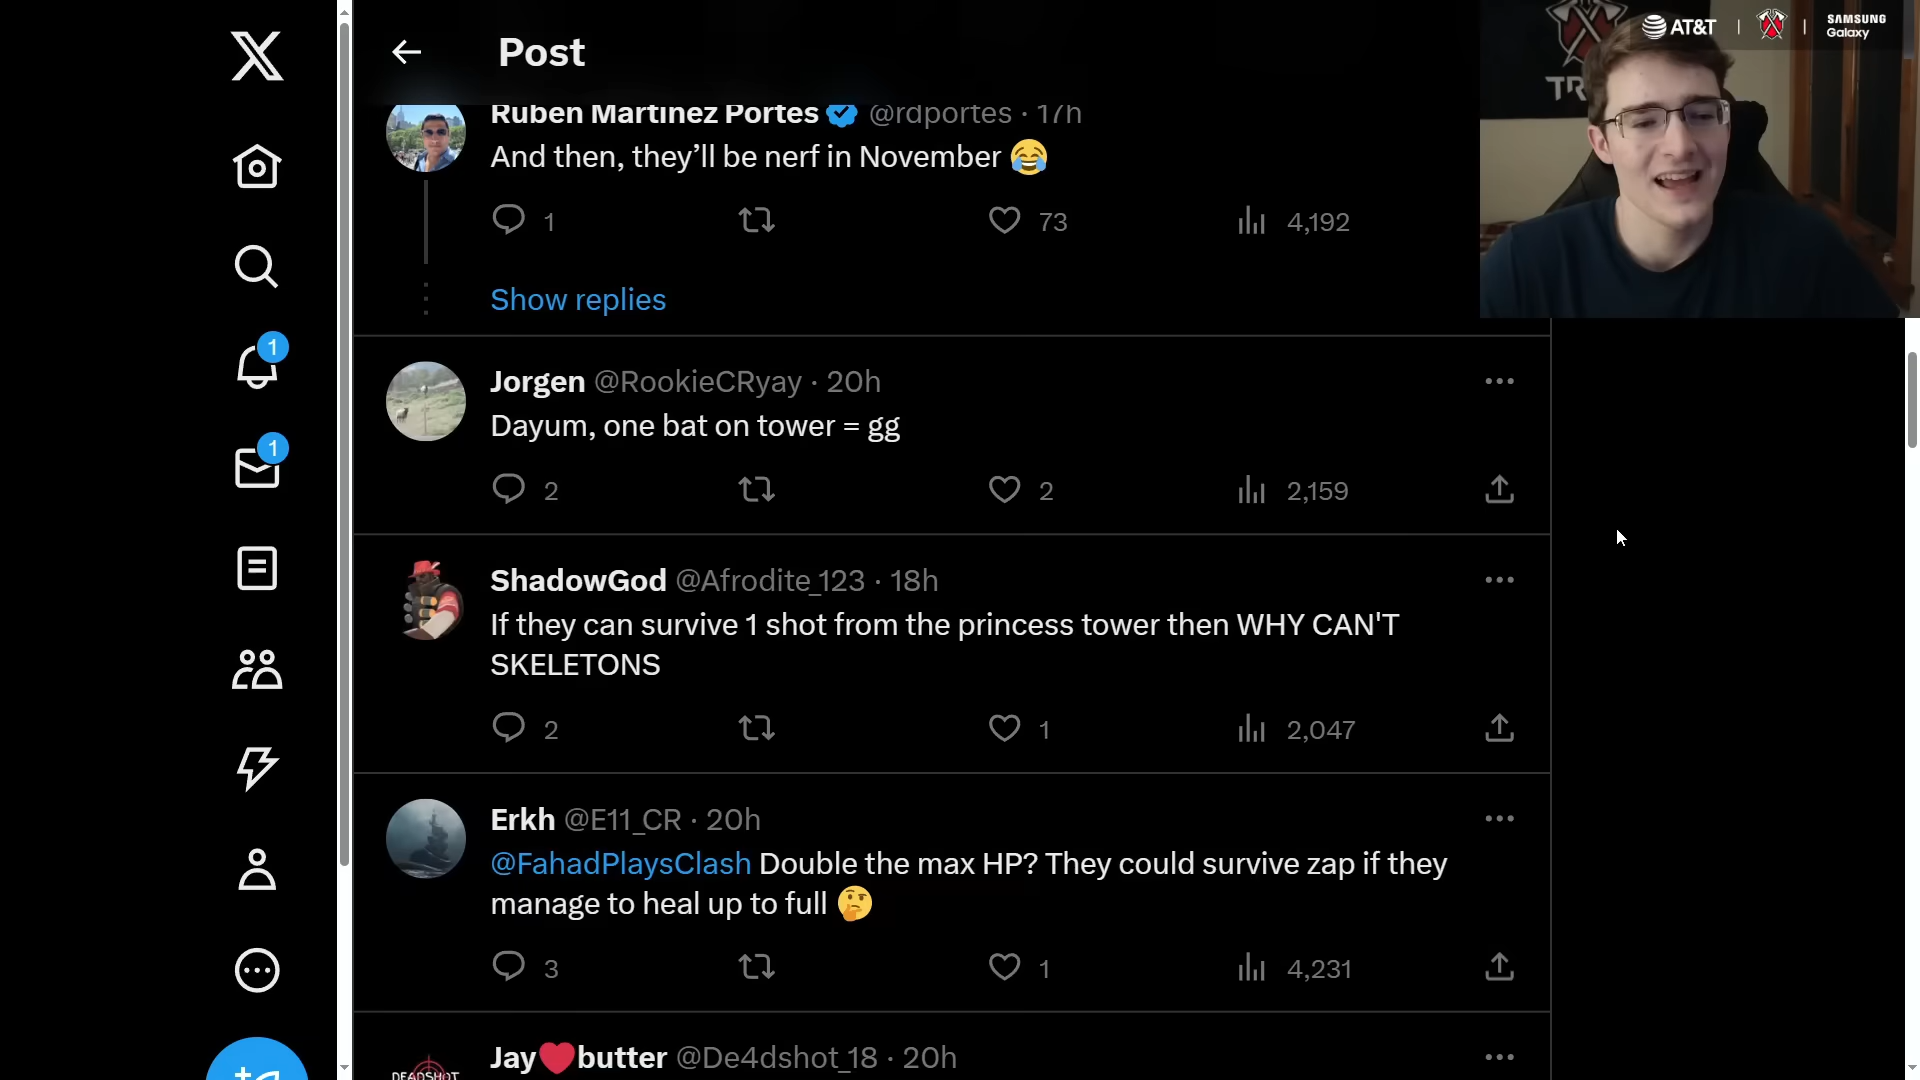 Post
AT&T
SAMSUNG
Galaxy
TR
Ruben Martinez Portes @rdportes · 17h
And then, they’ll be nerf in November 😂
1
73
4,192
Show replies
1
Jorgen @RookieCRyay · 20h
Dayum, one bat on tower = gg
1
2
2
2,159
ShadowGod @Afrodite_123 · 18h
If they can survive 1 shot from the princess tower then WHY CAN'T
SKELETONS
2
1
2,047
Erkh @E11_CR · 20h
@FahadPlaysClash Double the max HP? They could survive zap if they
manage to heal up to full 🤔
3
1
4,231
Jay❤️butter @De4dshot_18 · 20h
DEADSHOT